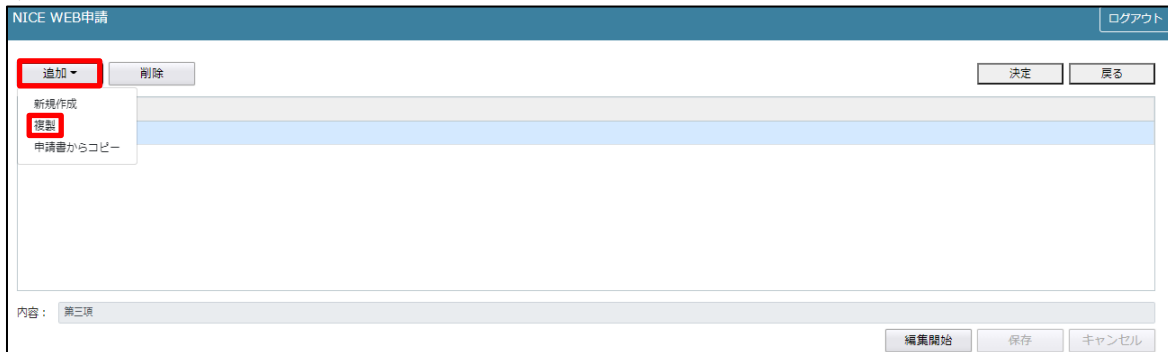 NICE WEB申請 ログアウト
追加 削除 決定 戻る
新規作成
複製
申請書からコピー
内容： 第三項
編集開始 保存 キャンセル